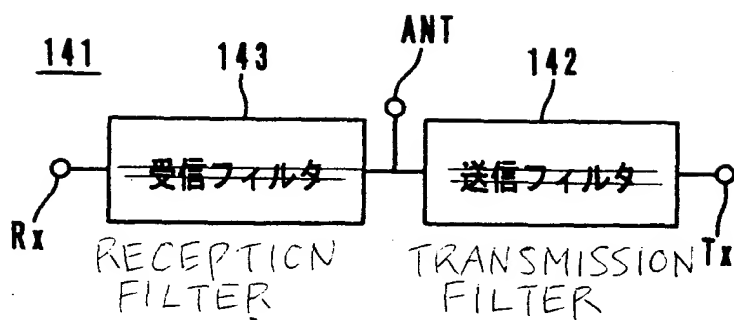 ANT
141
143
142
受信フィルタ
送信フィルタ
Rx
Tx
RECEPTION
FILTER
TRANSMISSION
FILTER